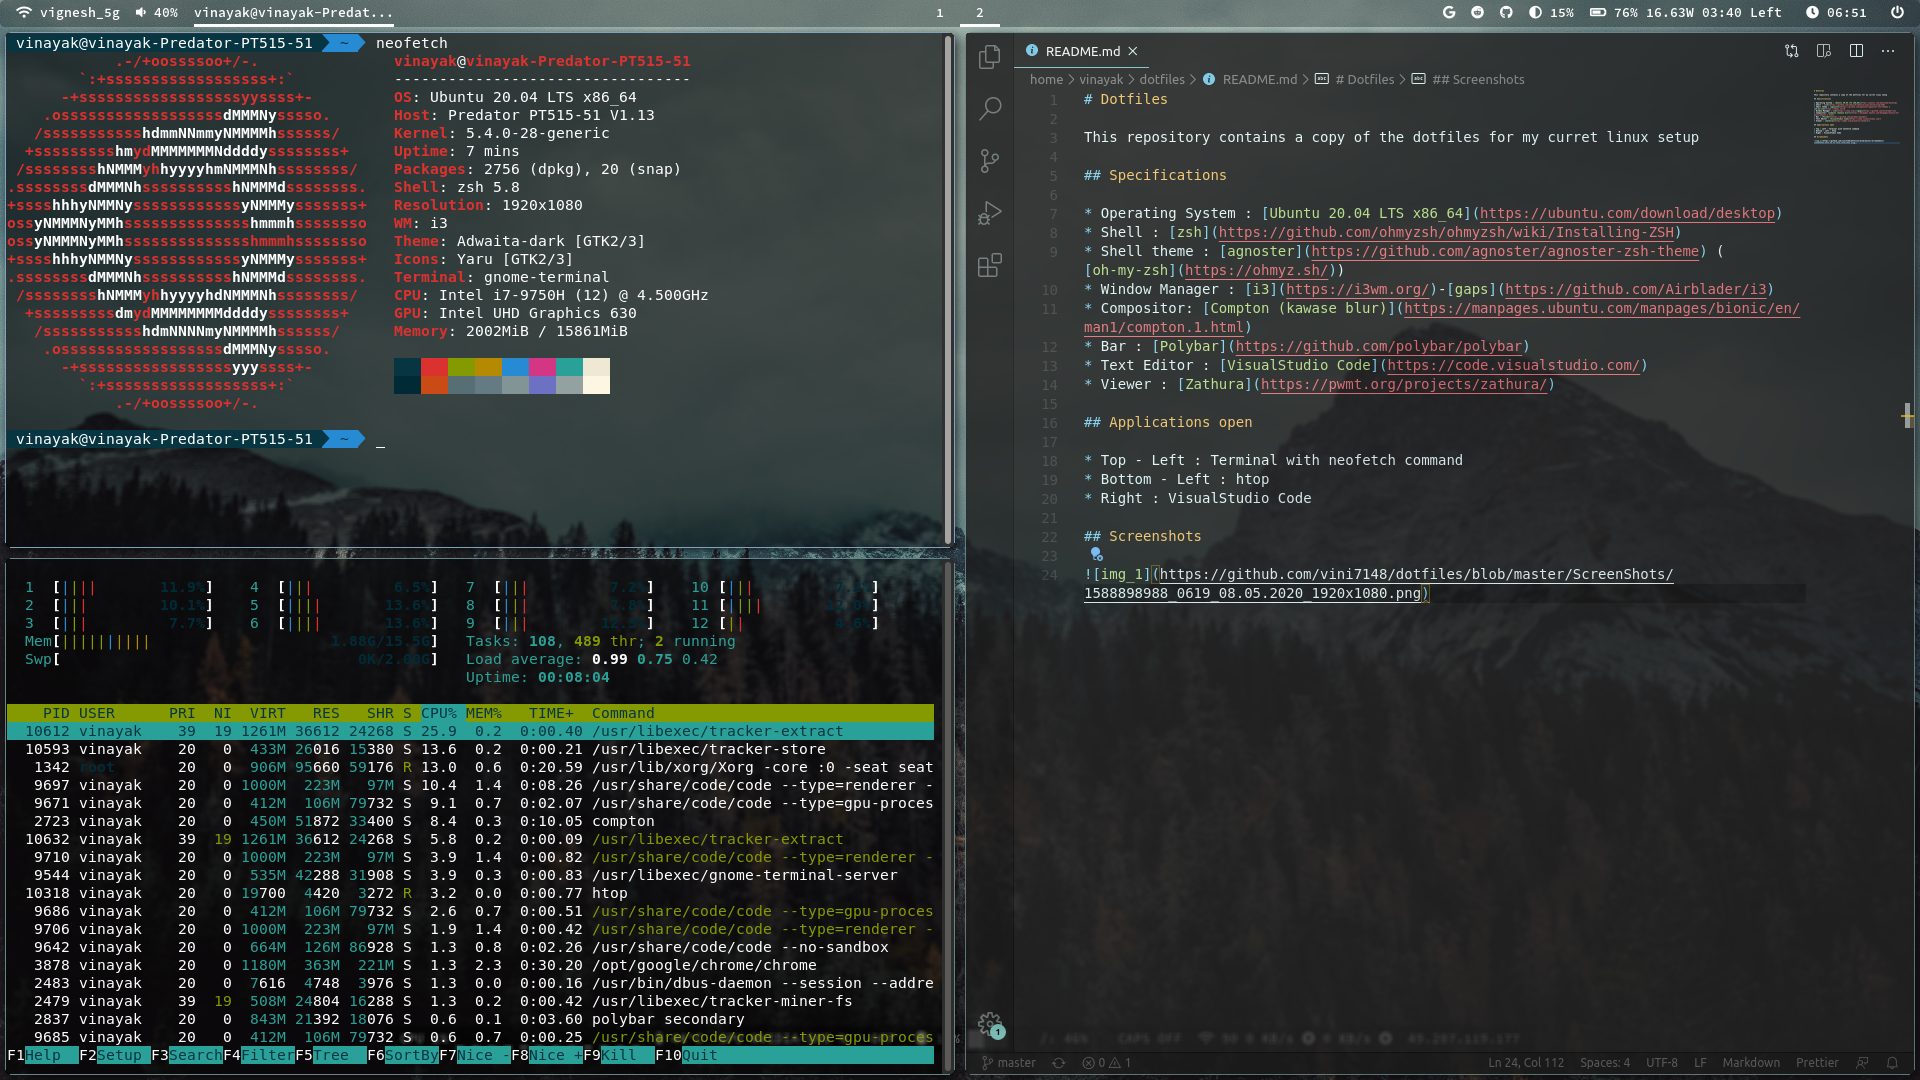 vignesh_5g 40% vinayak@vinayak-Predat... 1 2 15% 76% 16.63W 03:40 Left 06:51
vinayak@vinayak-Predator-PT515-51 ~ neofetch
.-/+oossssoo+/-.
`:+ssssssssssssssssss+:`
-+ssssssssssssssssssyyssss+-
.ossssssssssssssssssdMMMNysssso.
/ssssssssssshdmmNNmmyNMMMMhssssss/
+ssssssssshmydMMMMMMMNddddyssssssss+
/sssssssshNMMMyhhyyyyhmNMMMNhssssssss/
.ssssssssdMMMNhsssssssssshNMMMdssssssss.
+sssshhhyNMMNyssssssssssssyNMMMysssssss+
ossyNMMMNyMMhsssssssssssssshmmmhssssssso
ossyNMMMNyMMhsssssssssssssshmmmhssssssso
+sssshhhyNMMNyssssssssssssyNMMMysssssss+
.ssssssssdMMMNhsssssssssshNMMMdssssssss.
/sssssssshNMMMyhhyyyyhdNMMMNhssssssss/
+sssssssssdmydMMMMMMMMddddyssssssss+
/ssssssssssshdmNNNNmyNMMMMhssssss/
.ossssssssssssssssssdMMMNysssso.
-+sssssssssssssssssyyyssss+-
`:+ssssssssssssssssss+:`
.-/+oossssoo+/-.
vinayak@vinayak-Predator-PT515-51
---------------------------------
OS: Ubuntu 20.04 LTS x86_64
Host: Predator PT515-51 V1.13
Kernel: 5.4.0-28-generic
Uptime: 7 mins
Packages: 2756 (dpkg), 20 (snap)
Shell: zsh 5.8
Resolution: 1920x1080
WM: i3
Theme: Adwaita-dark [GTK2/3]
Icons: Yaru [GTK2/3]
Terminal: gnome-terminal
CPU: Intel i7-9750H (12) @ 4.500GHz
GPU: Intel UHD Graphics 630
Memory: 2002MiB / 15861MiB
vinayak@vinayak-Predator-PT515-51 ~ _
1 [|||| 11.9%] 4 [||| 6.5%] 7 [||| 7.2%] 10 [|||
2 [||| 10.1%] 5 [|||| 13.6%] 8 [||| 7.8%] 11 [||||
3 [||| 7.7%] 6 [|||| 13.6%] 9 [||| 12 [||
Mem[|||||||||| 1.88G/15.5G] Tasks: 108, 489 thr; 2 running
Swp[ 0K/2.00G] Load average: 0.99 0.75 0.42
Uptime: 00:08:04
PID USER PRI NI VIRT RES SHR S CPU% MEM% TIME+ Command
10612 vinayak 39 19 1261M 36612 24268 S 25.9 0.2 0:00.40 /usr/libexec/tracker-extract
10593 vinayak 20 0 433M 26016 15380 S 13.6 0.2 0:00.21 /usr/libexec/tracker-store
1342 root 20 0 906M 95660 59176 R 13.0 0.6 0:20.59 /usr/lib/xorg/Xorg -core :0 -seat seat
9697 vinayak 20 0 1000M 223M 97M S 10.4 1.4 0:08.26 /usr/share/code/code --type=renderer -
9671 vinayak 20 0 412M 106M 79732 S 9.1 0.7 0:02.07 /usr/share/code/code --type=gpu-proces
2723 vinayak 20 0 450M 51872 33400 S 8.4 0.3 0:10.05 compton
10632 vinayak 39 19 1261M 36612 24268 S 5.8 0.2 0:00.09 /usr/libexec/tracker-extract
9710 vinayak 20 0 1000M 223M 97M S 3.9 1.4 0:00.82 /usr/share/code/code --type=renderer -
9544 vinayak 20 0 535M 42288 31908 S 3.9 0.3 0:00.83 /usr/libexec/gnome-terminal-server
10318 vinayak 20 0 19700 4420 3272 R 3.2 0.0 0:00.77 htop
9686 vinayak 20 0 412M 106M 79732 S 2.6 0.7 0:00.51 /usr/share/code/code --type=gpu-proces
9706 vinayak 20 0 1000M 223M 97M S 1.9 1.4 0:00.42 /usr/share/code/code --type=renderer -
9642 vinayak 20 0 664M 126M 86928 S 1.3 0.8 0:02.26 /usr/share/code/code --no-sandbox
3878 vinayak 20 0 1180M 363M 221M S 1.3 2.3 0:30.20 /opt/google/chrome/chrome
2483 vinayak 20 0 7616 4748 3976 S 1.3 0.0 0:00.16 /usr/bin/dbus-daemon --session --addre
2479 vinayak 39 19 508M 24804 16288 S 1.3 0.2 0:00.42 /usr/libexec/tracker-miner-fs
2837 vinayak 20 0 843M 21392 18076 S 0.6 0.1 0:03.60 polybar secondary
9685 vinayak 20 0 412M 106M 79732 S 0.6 0.7 0:00.25 /usr/share/code/code --type=gpu-proces
F1Help F2Setup F3SearchF4FilterF5Tree F6SortByF7Nice -F8Nice +F9Kill F10Quit
README.md
home > vinayak > dotfiles > README.md > # Dotfiles > ## Screenshots
1 # Dotfiles
2
3 This repository contains a copy of the dotfiles for my curret linux setup
4
5 ## Specifications
6
7 * Operating System : [Ubuntu 20.04 LTS x86_64](https://ubuntu.com/download/desktop)
8 * Shell : [zsh](https://github.com/ohmyzsh/ohmyzsh/wiki/Installing-ZSH)
9 * Shell theme : [agnoster](https://github.com/agnoster/agnoster-zsh-theme) (
[oh-my-zsh](https://ohmyz.sh/))
10 * Window Manager : [i3](https://i3wm.org/)-[gaps](https://github.com/Airblader/i3)
11 * Compositor: [Compton (kawase blur)](https://manpages.ubuntu.com/manpages/bionic/en/
man1/compton.1.html)
12 * Bar : [Polybar](https://github.com/polybar/polybar)
13 * Text Editor : [VisualStudio Code](https://code.visualstudio.com/)
14 * Viewer : [Zathura](https://pwmt.org/projects/zathura/)
15
16 ## Applications open
17
18 * Top - Left : Terminal with neofetch command
19 * Bottom - Left : htop
20 * Right : VisualStudio Code
21
22 ## Screenshots
23
24 ![img_1](https://github.com/vini7148/dotfiles/blob/master/ScreenShots/
1588898988_0619_08.05.2020_1920x1080.png)
1
master 0 1 Ln 24, Col 112 Spaces: 4 UTF-8 LF Markdown Prettier